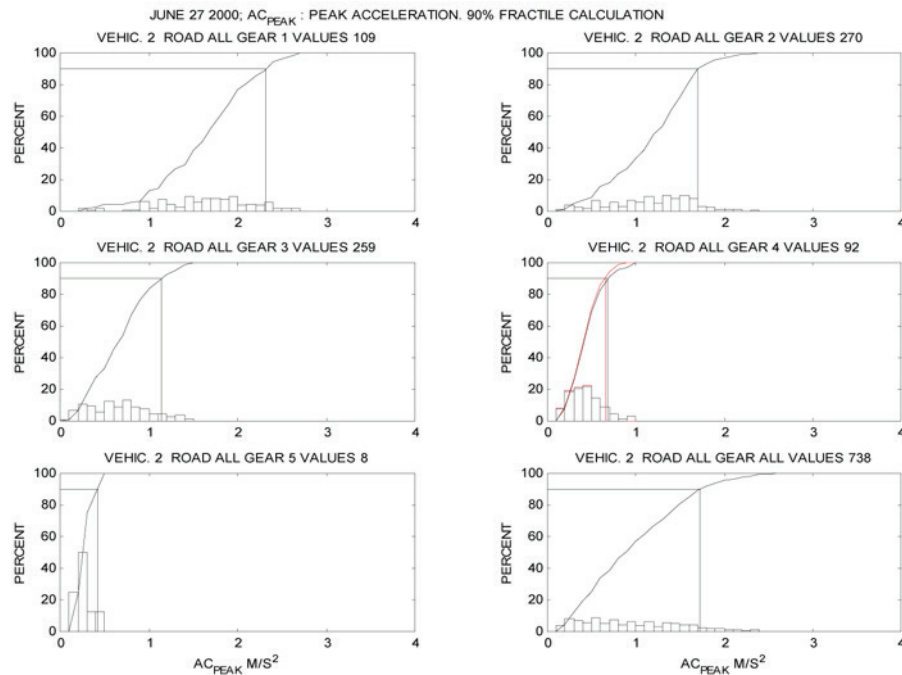 JUNE 27 2000; AC_PEAK : PEAK ACCELERATION. 90% FRACTILE CALCULATION
VEHIC. 2 ROAD ALL GEAR 1 VALUES 109
100
80
60
40
20
0
PERCENT
0 1 2 3 4
VEHIC. 2 ROAD ALL GEAR 2 VALUES 270
100
80
60
40
20
0
PERCENT
0 1 2 3 4
VEHIC. 2 ROAD ALL GEAR 3 VALUES 259
100
80
60
40
20
0
PERCENT
0 1 2 3 4
VEHIC. 2 ROAD ALL GEAR 4 VALUES 92
100
80
60
40
20
0
PERCENT
0 1 2 3 4
VEHIC. 2 ROAD ALL GEAR 5 VALUES 8
100
80
60
40
20
0
PERCENT
0 1 2 3 4
AC_PEAK M/S²
VEHIC. 2 ROAD ALL GEAR ALL VALUES 738
100
80
60
40
20
0
PERCENT
0 1 2 3 4
AC_PEAK M/S²